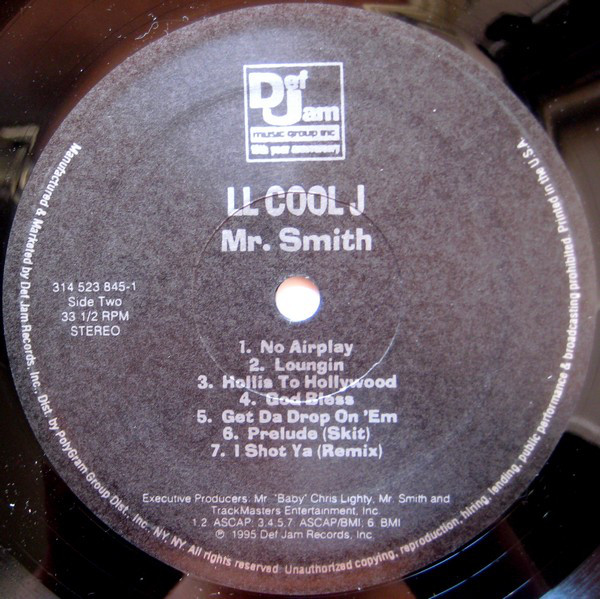 Def
Jam
music group inc
10th year anniversary
LL COOL J
Mr. Smith
314 523 845-1
Side Two
33 1/2 RPM
STEREO
1. No Airplay
2. Loungin
3. Hollis To Hollywood
4. God Bless
5. Get Da Drop On 'Em
6. Prelude (Skit)
7. I Shot Ya (Remix)
Executive Producers: Mr "Baby" Chris Lighty, Mr. Smith and
TrackMasters Entertainment, Inc.
1.2. ASCAP, 3.4.5.7. ASCAP/BMI, 6. BMI
℗ 1995 Def Jam Records, Inc.
Manufactured & Marketed by Def Jam Records, Inc., Dist. by PolyGram Group Dist., Inc. NY NY. All rights reserved. Unauthorized copying, reproduction, hiring, lending, public performance & broadcasting prohibited. Printed in the U.S.A.